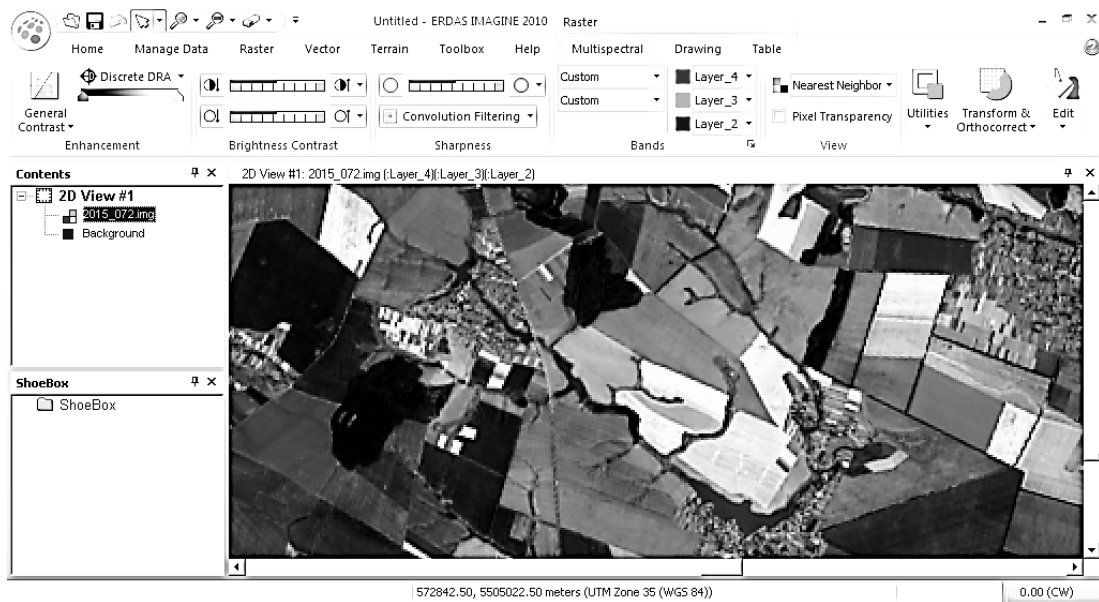 Untitled - ERDAS IMAGINE 2010 Raster
Home Manage Data Raster Vector Terrain Toolbox Help Multispectral Drawing Table
Discrete DRA
General
Contrast
Enhancement
Brightness Contrast
Convolution Filtering
Sharpness
Custom
Custom
Layer_4
Layer_3
Layer_2
Bands
Nearest Neighbor
Pixel Transparency
View
Utilities
Transform &
Orthocorrect
Edit
Contents
2D View #1
2015_072.img
Background
ShoeBox
ShoeBox
2D View #1: 2015_072.img (:Layer_4)(:Layer_3)(:Layer_2)
572842.50, 5505022.50 meters (UTM Zone 35 (WGS 84))
0.00 (CW)